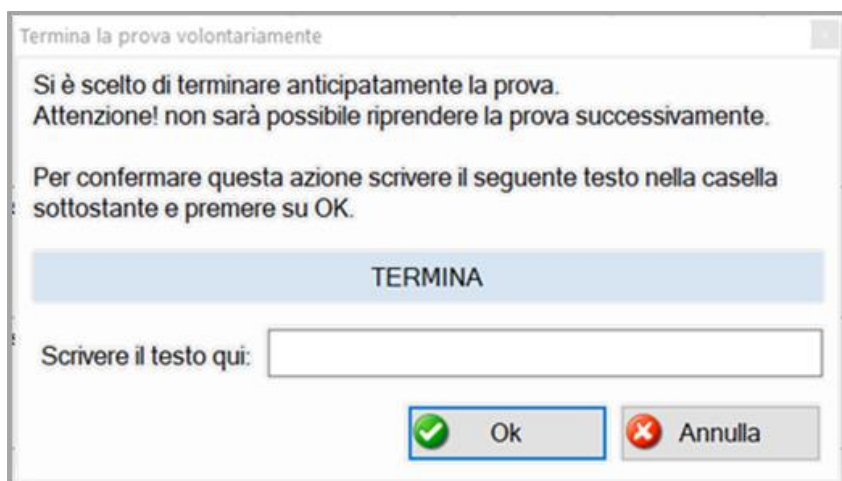 Termina la prova volontariamente
Si è scelto di terminare anticipatamente la prova.
Attenzione! non sarà possibile riprendere la prova successivamente.
Per confermare questa azione scrivere il seguente testo nella casella
sottostante e premere su OK.
TERMINA
Scrivere il testo qui:
Ok
Annulla